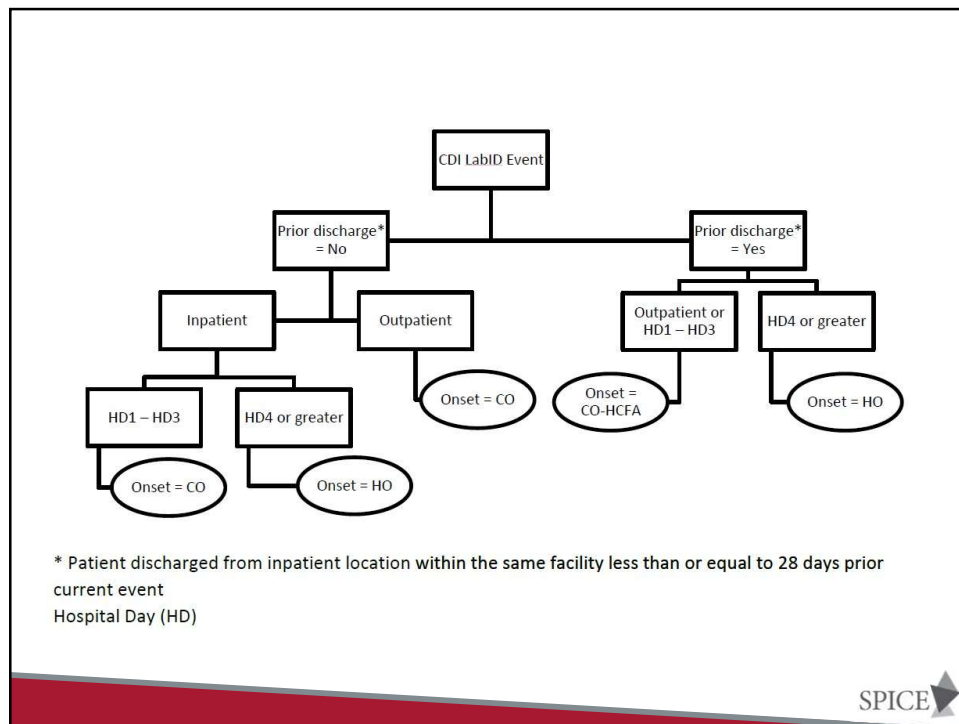 CDI LabID Event
Prior discharge*
= No
Prior discharge*
= Yes
Inpatient
Outpatient
Outpatient or
HD1 – HD3
HD4 or greater
Onset = CO
Onset =
CO-HCFA
Onset = HO
HD1 – HD3
HD4 or greater
Onset = CO
Onset = HO
* Patient discharged from inpatient location within the same facility less than or equal to 28 days prior
current event
Hospital Day (HD)
SPICE